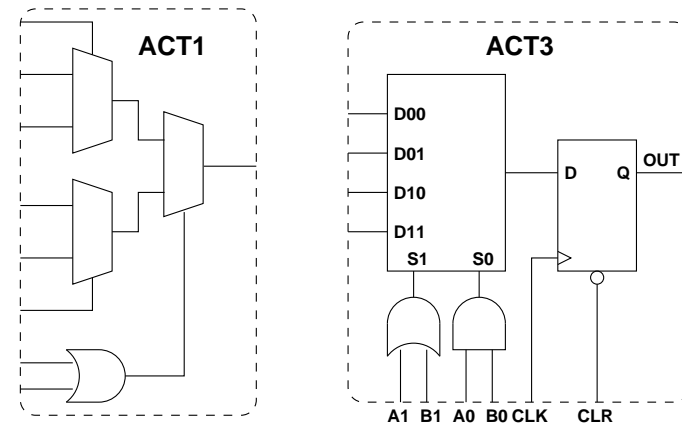 ACT1
ACT3
D00
D01
D10
D11
S1 S0
D Q OUT
A1 B1 A0 B0 CLK CLR